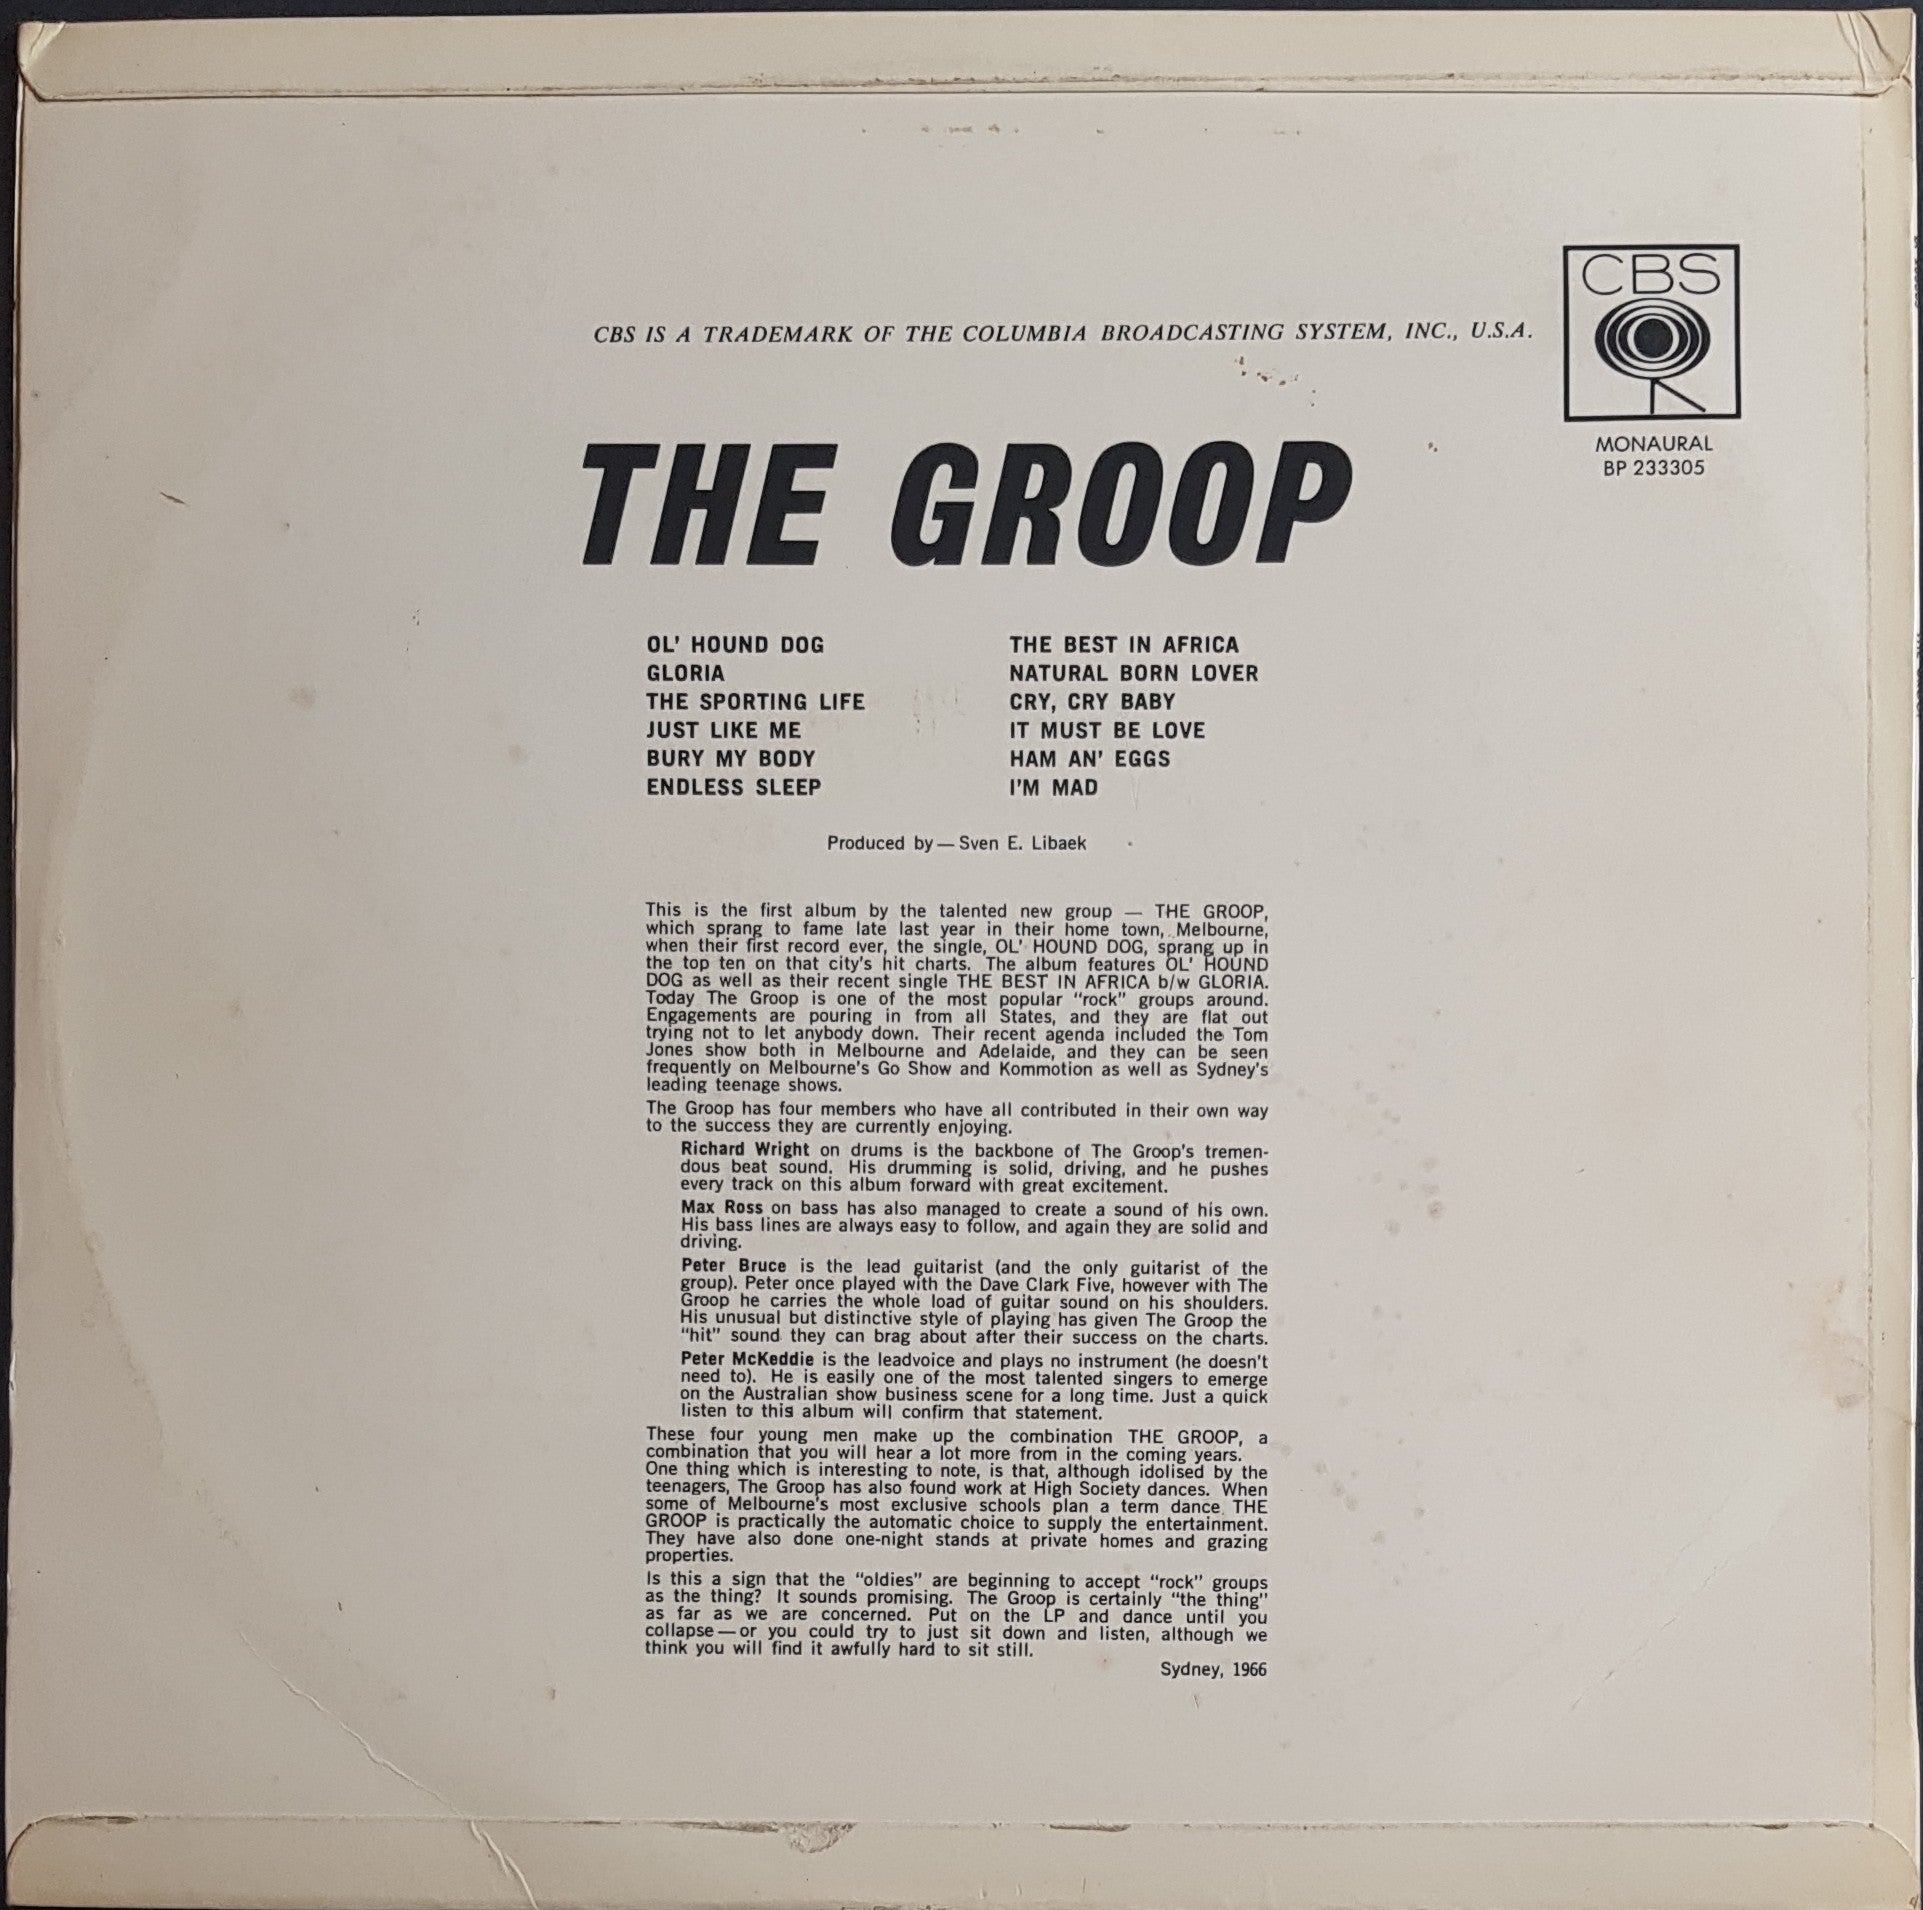 CBS
CBS IS A TRADEMARK OF THE COLUMBIA BROADCASTING SYSTEM, INC., U.S.A.
MONAURAL
BP 233305
THE GROOP
OL' HOUND DOG
GLORIA
THE SPORTING LIFE
JUST LIKE ME
BURY MY BODY
ENDLESS SLEEP
THE BEST IN AFRICA
NATURAL BORN LOVER
CRY, CRY BABY
IT MUST BE LOVE
HAM AN' EGGS
I'M MAD
Produced by — Sven E. Libaek
This is the first album by the talented new group — THE GROOP,
which sprang to fame late last year in their home town, Melbourne,
when their first record ever, the single, OL' HOUND DOG, sprang up in
the top ten on that city's hit charts. The album features OL' HOUND
DOG as well as their recent single THE BEST IN AFRICA b/w GLORIA.
Today The Groop is one of the most popular "rock" groups around.
Engagements are pouring in from all States, and they are flat out
trying not to let anybody down. Their recent agenda included the Tom
Jones show both in Melbourne and Adelaide, and they can be seen
frequently on Melbourne's Go Show and Kommotion as well as Sydney's
leading teenage shows.
The Groop has four members who have all contributed in their own way
to the success they are currently enjoying.
Richard Wright on drums is the backbone of The Groop's tremen-
dous beat sound. His drumming is solid, driving, and he pushes
every track on this album forward with great excitement.
Max Ross on bass has also managed to create a sound of his own.
His bass lines are always easy to follow, and again they are solid and
driving.
Peter Bruce is the lead guitarist (and the only guitarist of the
group). Peter once played with the Dave Clark Five, however with The
Groop he carries the whole load of guitar sound on his shoulders.
His unusual but distinctive style of playing has given The Groop the
"hit" sound they can brag about after their success on the charts.
Peter McKeddie is the leadvoice and plays no instrument (he doesn't
need to). He is easily one of the most talented singers to emerge
on the Australian show business scene for a long time. Just a quick
listen to this album will confirm that statement.
These four young men make up the combination THE GROOP, a
combination that you will hear a lot more from in the coming years.
One thing which is interesting to note, is that, although idolised by the
teenagers, The Groop has also found work at High Society dances. When
some of Melbourne's most exclusive schools plan a term dance THE
GROOP is practically the automatic choice to supply the entertainment.
They have also done one-night stands at private homes and grazing
properties.
Is this a sign that the "oldies" are beginning to accept "rock" groups
as the thing? It sounds promising. The Groop is certainly "the thing"
as far as we are concerned. Put on the LP and dance until you
collapse — or you could try to just sit down and listen, although we
think you will find it awfully hard to sit still.
Sydney, 1966